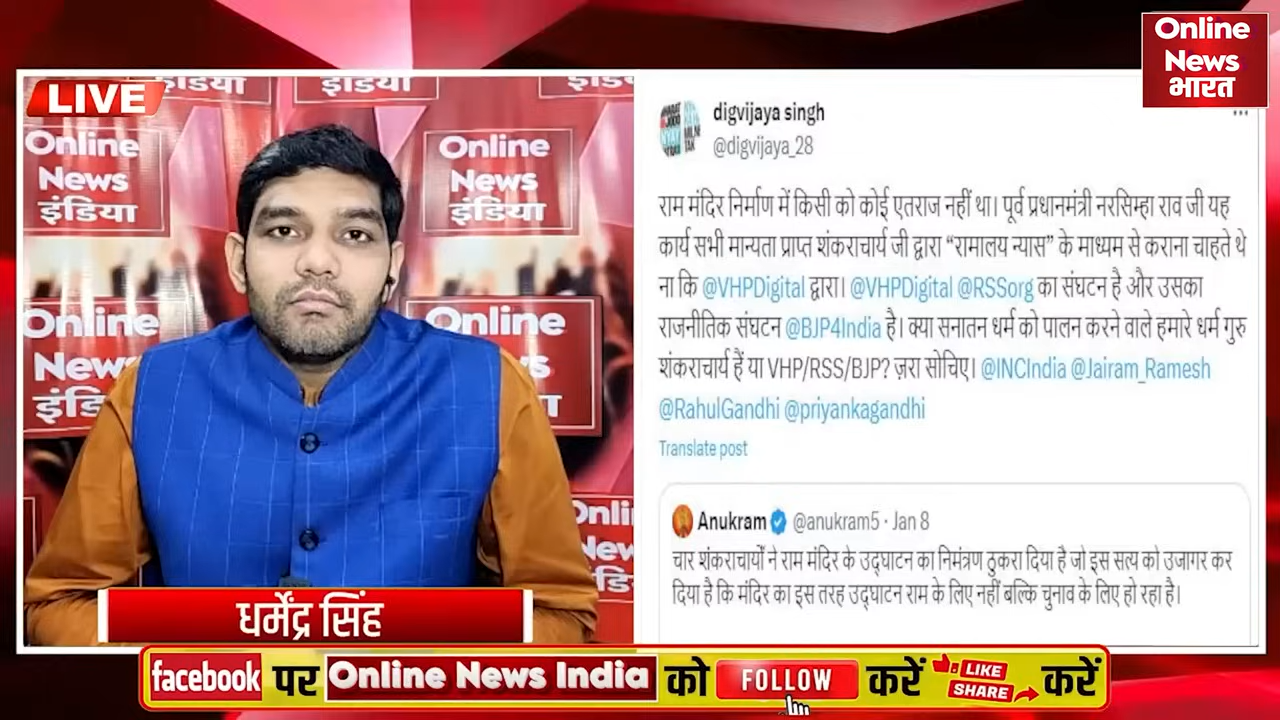 Online
News
भारत
LIVE
इंडिया
इंडिया
Online
News
इंडिया
Online
News
इंडिया
Online
Online
धर्मेंद्र सिंह
digvijaya singh
@digvijaya_28
राम मंदिर निर्माण में किसी को कोई एतराज नहीं था। पूर्व प्रधानमंत्री नरसिम्हा राव जी यह
कार्य सभी मान्यता प्राप्त शंकराचार्य जी द्वारा “रामालय न्यास” के माध्यम से कराना चाहते थे
ना कि @VHPDigital द्वारा। @VHPDigital @RSSorg का संघटन है और उसका
राजनीतिक संघटन @BJP4India है। क्या सनातन धर्म को पालन करने वाले हमारे धर्म गुरु
शंकराचार्य हैं या VHP/RSS/BJP? ज़रा सोचिए। @INCIndia @Jairam_Ramesh
@RahulGandhi @priyankagandhi
Translate post
Anukram @anukram5 · Jan 8
चार शंकराचार्यों ने राम मंदिर के उद्घाटन का निमंत्रण ठुकरा दिया है जो इस सत्य को उजागर कर
दिया है कि मंदिर का इस तरह उद्घाटन राम के लिए नहीं बल्कि चुनाव के लिए हो रहा है।
facebook पर Online News India को FOLLOW करें LIKE SHARE करें